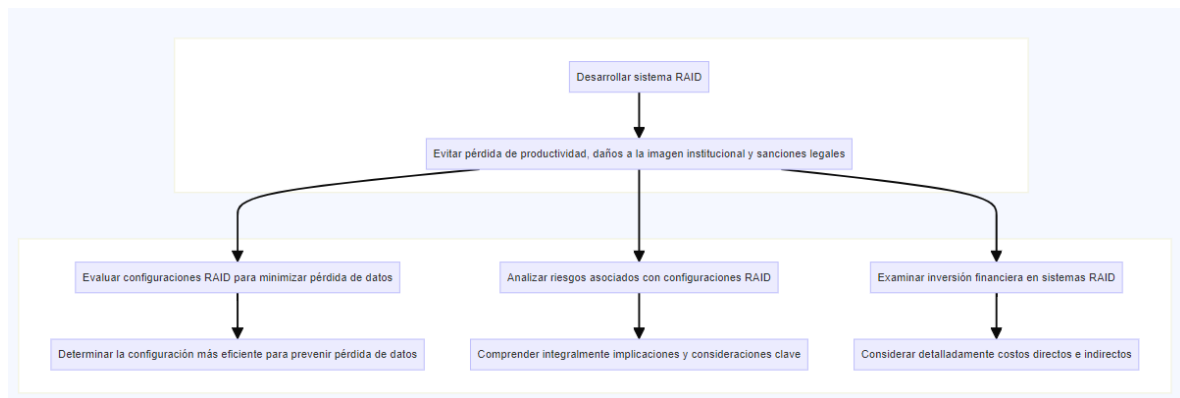 Desarrollar sistema RAID
Evitar pérdida de productividad, daños a la imagen institucional y sanciones legales
Evaluar configuraciones RAID para minimizar pérdida de datos
Analizar riesgos asociados con configuraciones RAID
Examinar inversión financiera en sistemas RAID
Determinar la configuración más eficiente para prevenir pérdida de datos
Comprender integralmente implicaciones y consideraciones clave
Considerar detalladamente costos directos e indirectos